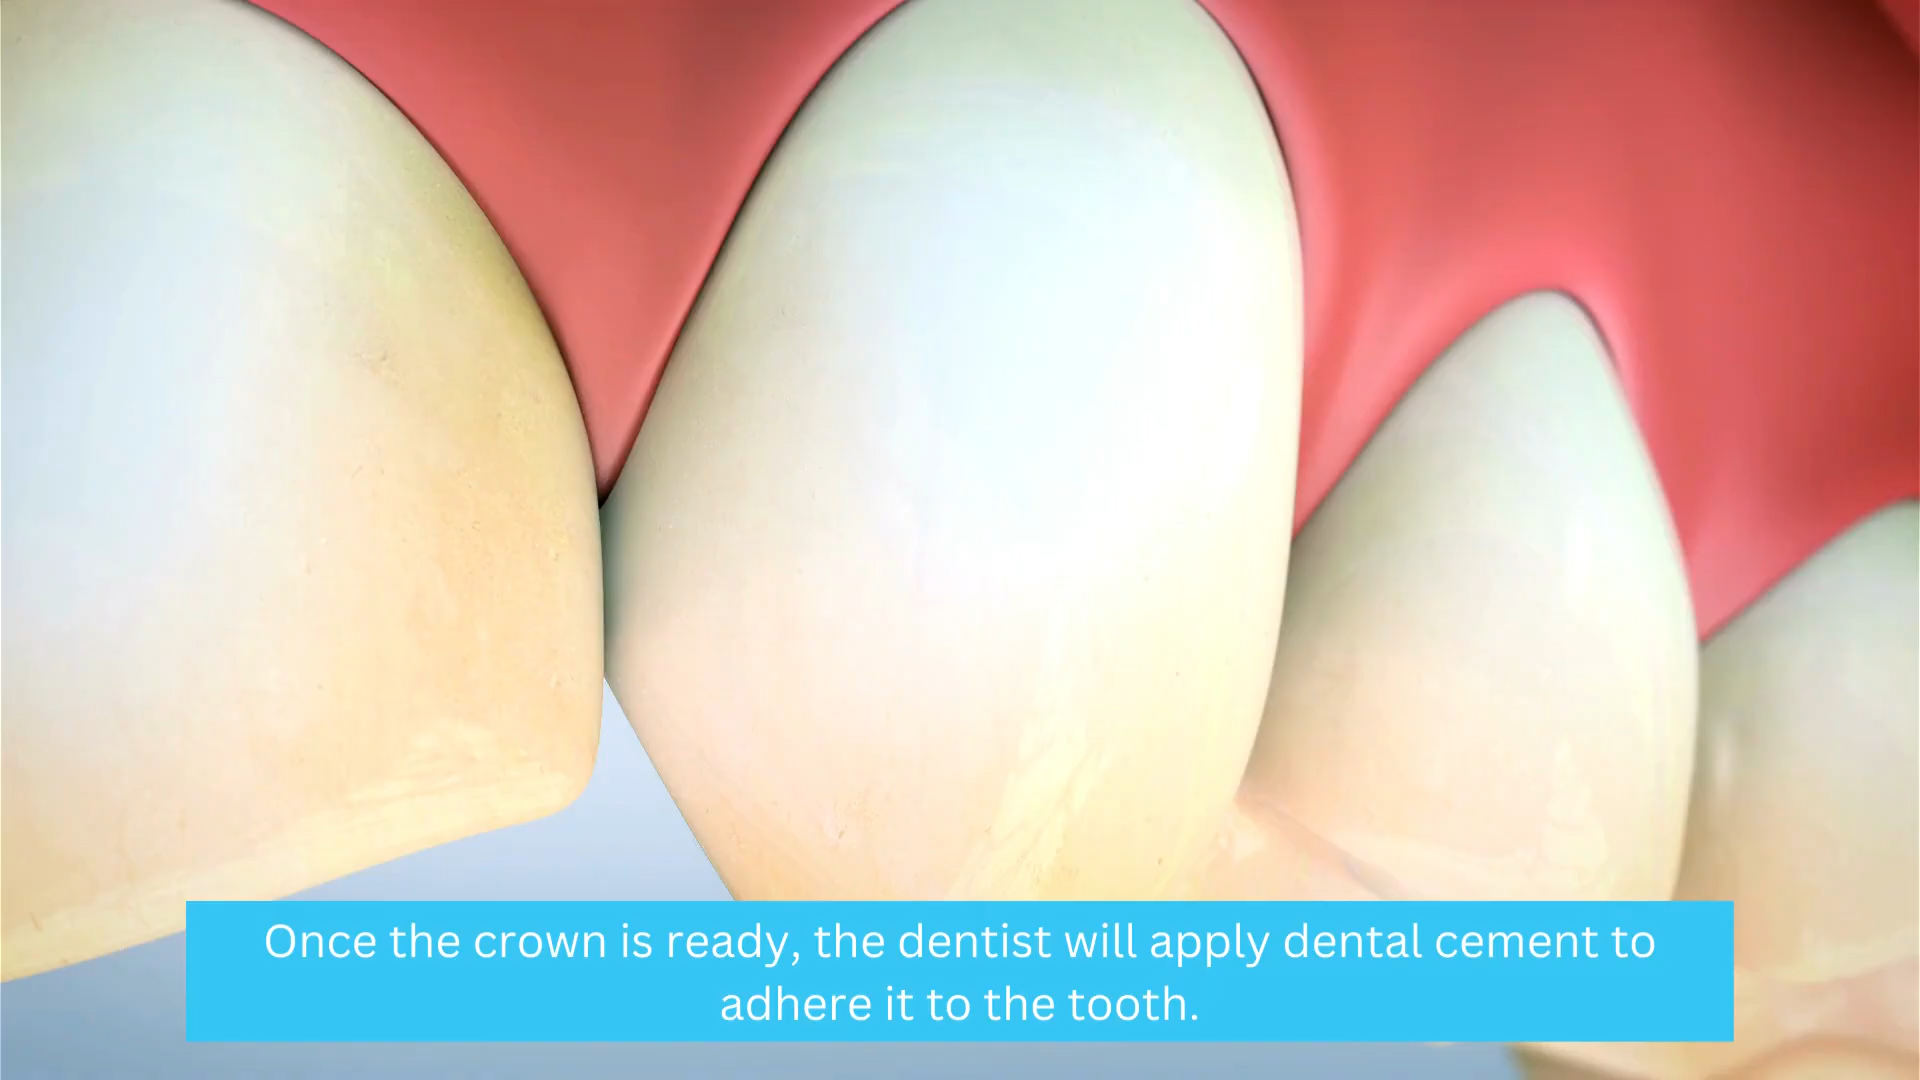 Once the crown is ready, the dentist will apply dental cement to
adhere it to the tooth.